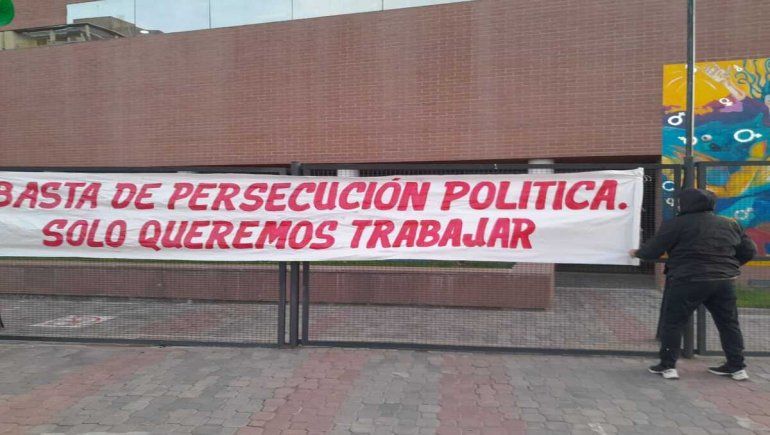 BASTA DE PERSECUCIÓN POLITICA.
SOLO QUEREMOS TRABAJAR